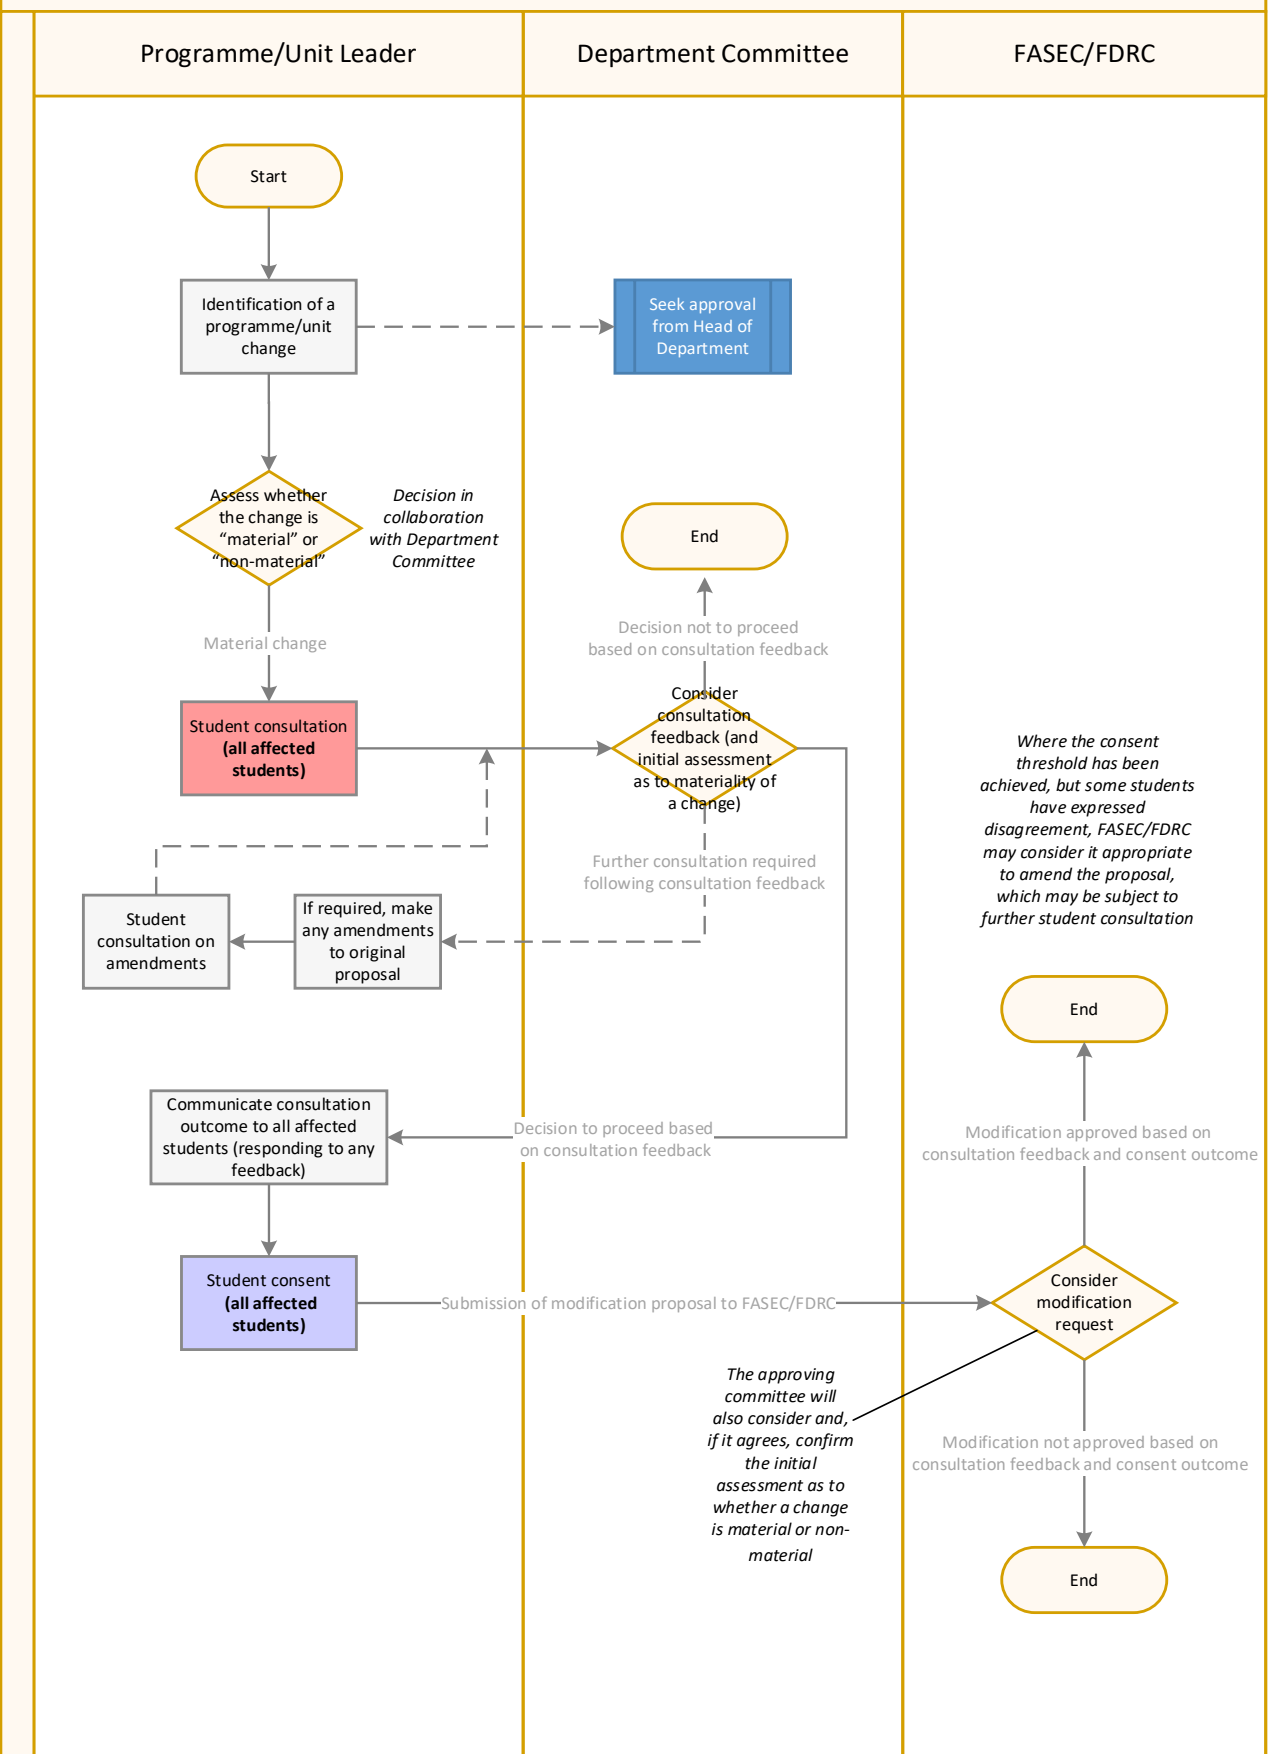 Programme/Unit Leader
Department Committee
FASEC/FDRC
Start
Identification of a
programme/unit
change
Seek approval
from Head of
Department
Assess whether
the change is
“material” or
“non-material”
Decision in
collaboration
with Department
Committee
End
Decision not to proceed
based on consultation feedback
Material change
Student consultation
(all affected
students)
Consider
consultation
feedback (and
initial assessment
as to materiality of
a change)
Where the consent
threshold has been
achieved, but some students
have expressed
disagreement, FASEC/FDRC
may consider it appropriate
to amend the proposal,
which may be subject to
further student consultation
Further consultation required
following consultation feedback
Student
consultation on
amendments
If required, make
any amendments
to original
proposal
End
Communicate consultation
outcome to all affected
students (responding to any
feedback)
Decision to proceed based
on consultation feedback
Modification approved based on
consultation feedback and consent outcome
Student consent
(all affected
students)
Submission of modification proposal to FASEC/FDRC
Consider
modification
request
The approving
committee will
also consider and,
if it agrees, confirm
the initial
assessment as to
whether a change
is material or non-
material
Modification not approved based on
consultation feedback and consent outcome
End